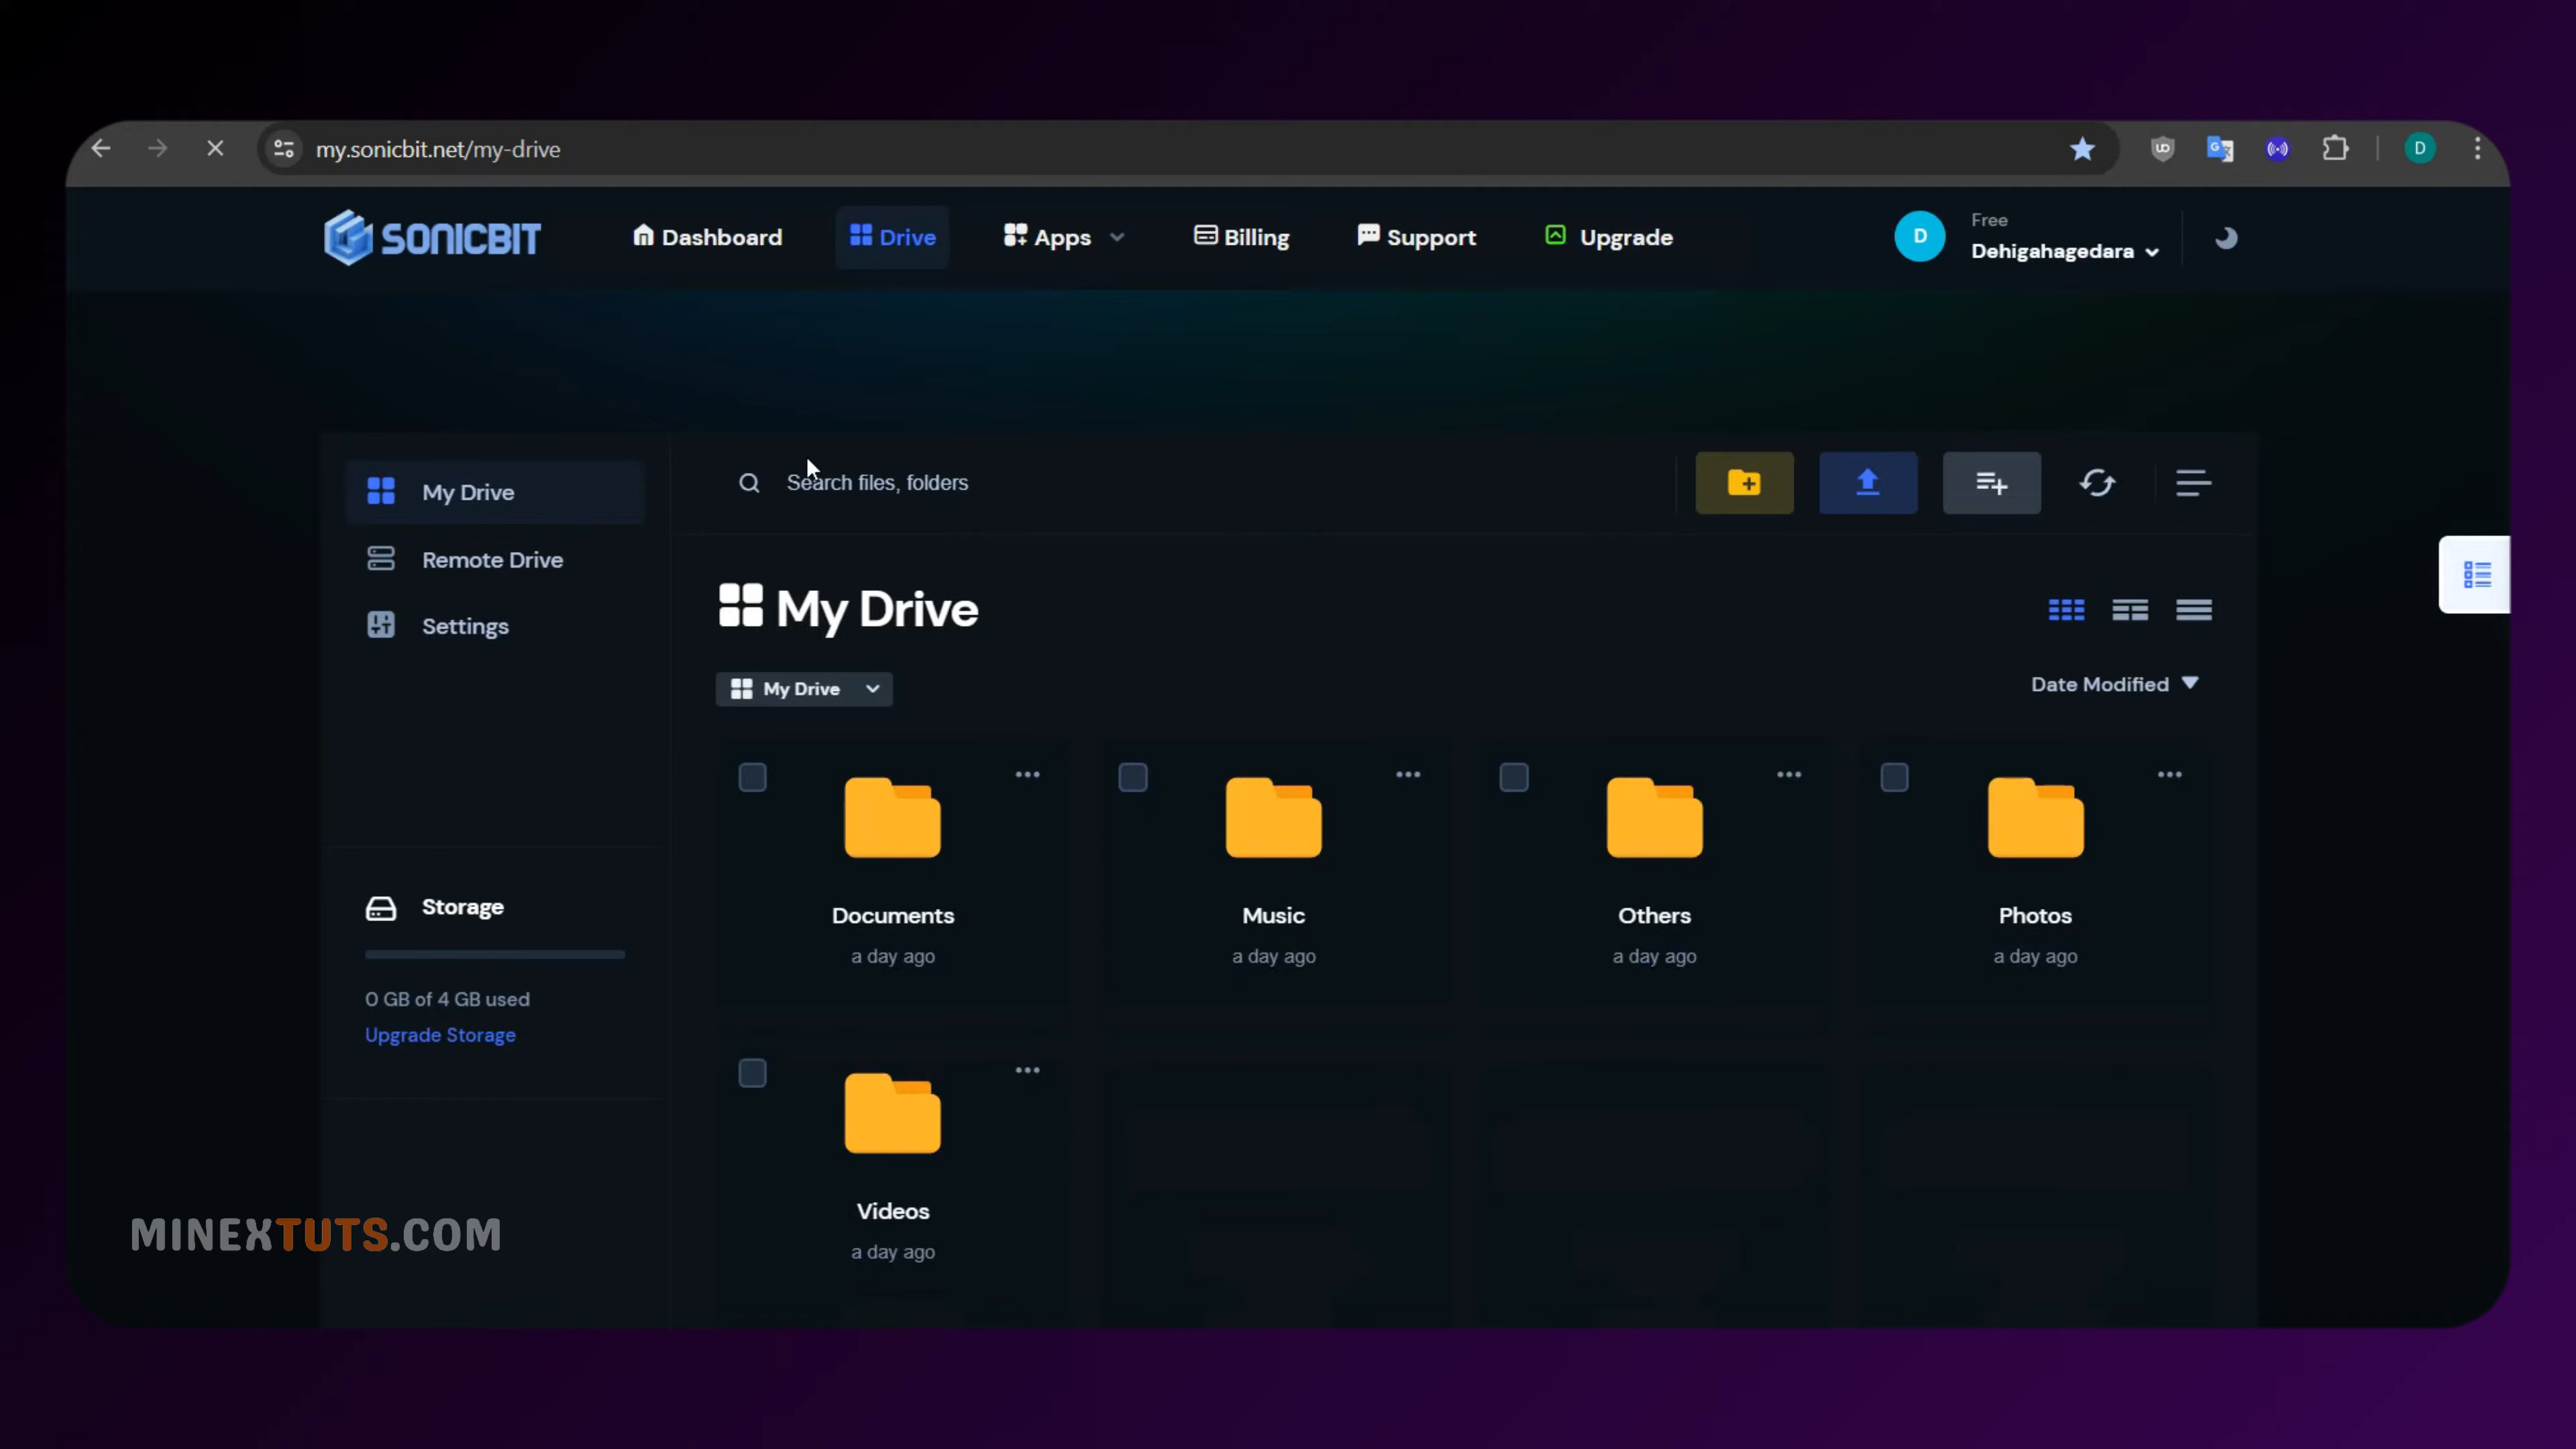 my.sonicbit.net/my-drive
D
SONICBIT
Dashboard
Drive
Apps
Billing
Support
Upgrade
D
Free
Dehigahagedara
Search files, folders
My Drive
Remote Drive
Settings
My Drive
My Drive
Date Modified
Documents
a day ago
Music
a day ago
Others
a day ago
Photos
a day ago
Storage
0 GB of 4 GB used
Upgrade Storage
Videos
a day ago
MINEXTUTS.COM